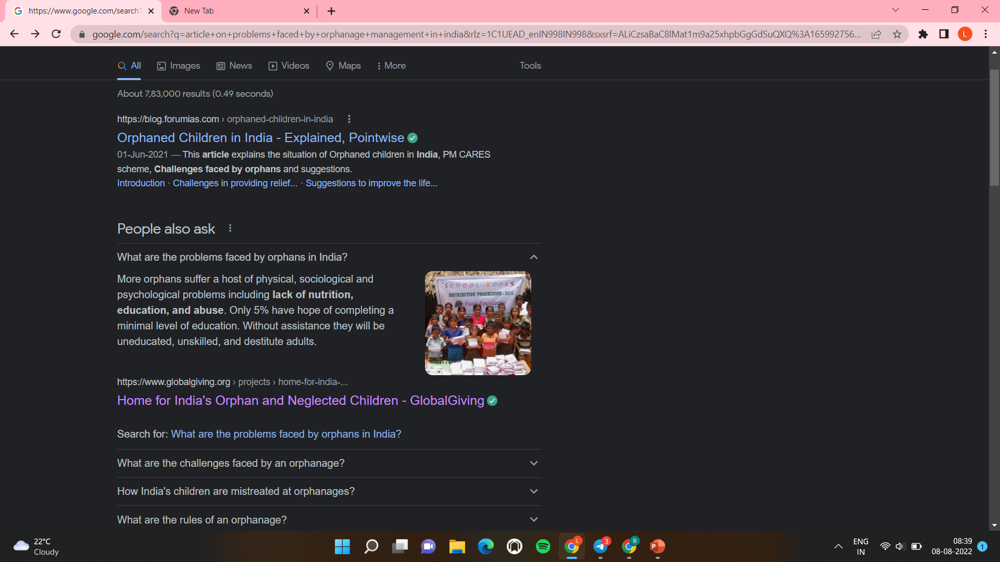 https://www.google.com/search?
New Tab
google.com/search?q=article+on+problems+faced+by+orphanage+management+in+india&rlz=1C1UEAD_enIN998IN998&sxsrf=ALiCzsaBaC8lMat1m9a25xhpbGgGdSuQXQ%3A165992756...
L
All
Images
News
Videos
Maps
More
Tools
About 7,83,000 results (0.49 seconds)
https://blog.forumias.com › orphaned-children-in-india
Orphaned Children in India - Explained, Pointwise
01-Jun-2021 — This article explains the situation of Orphaned children in India, PM CARES
scheme, Challenges faced by orphans and suggestions.
Introduction · Challenges in providing relief... · Suggestions to improve the life...
People also ask
What are the problems faced by orphans in India?
More orphans suffer a host of physical, sociological and
psychological problems including lack of nutrition,
education, and abuse. Only 5% have hope of completing a
minimal level of education. Without assistance they will be
uneducated, unskilled, and destitute adults.
"SCHOOL BOOKS"
DISTRIBUTION PROGRAMME-2010
Faith Foundation
https://www.globalgiving.org › projects › home-for-india-...
Home for India's Orphan and Neglected Children - GlobalGiving
Search for: What are the problems faced by orphans in India?
What are the challenges faced by an orphanage?
How India's children are mistreated at orphanages?
What are the rules of an orphanage?
22°C
Cloudy
L
3
B
P
ENG
IN
08:39
08-08-2022
1